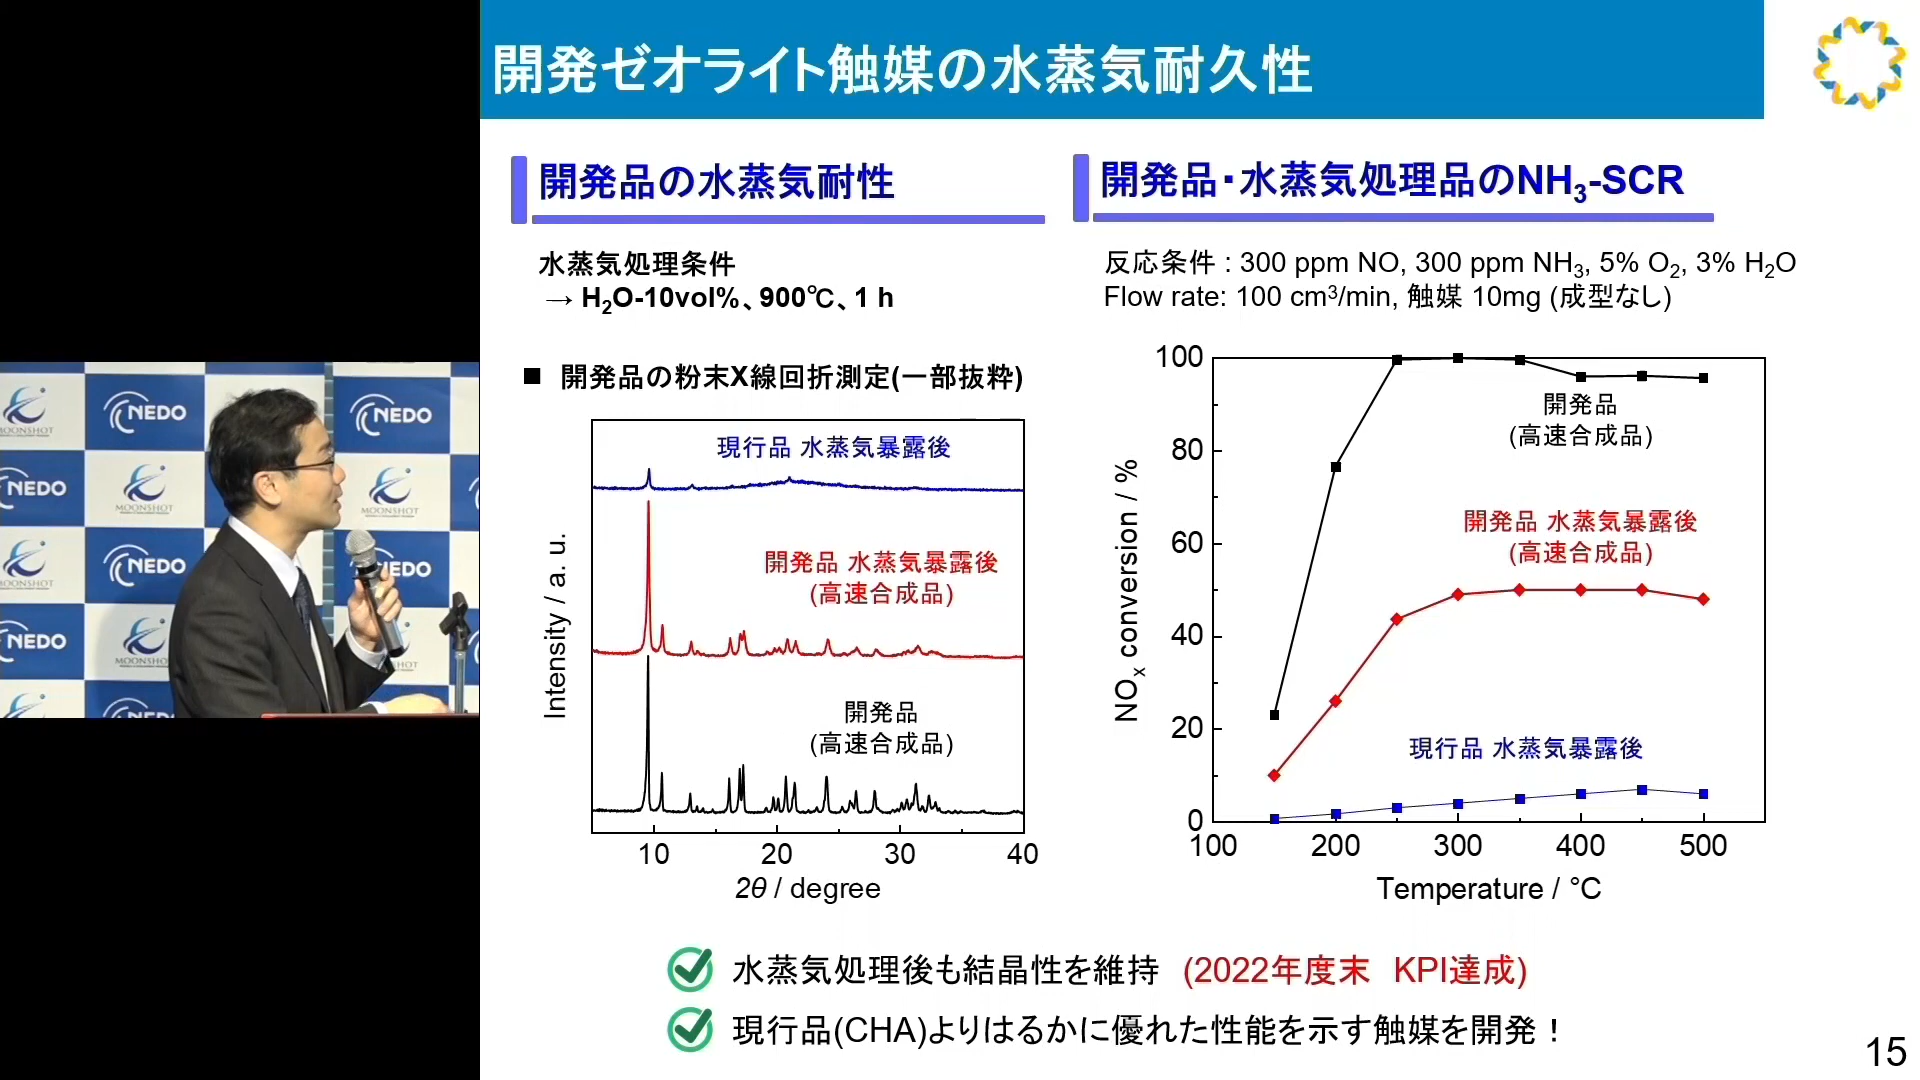 開発ゼオライト触媒の水蒸気耐久性
開発品の水蒸気耐性
水蒸気処理条件
→ H2O-10vol%、900℃、1 h
■ 開発品の粉末X線回折測定(一部抜粋)
現行品 水蒸気暴露後
開発品 水蒸気暴露後
(高速合成品)
開発品
(高速合成品)
Intensity / a. u.
10 20 30 40
2θ / degree
開発品・水蒸気処理品のNH3-SCR
反応条件 : 300 ppm NO, 300 ppm NH3, 5% O2, 3% H2O
Flow rate: 100 cm3/min, 触媒 10mg (成型なし)
100
80
60
40
20
0
NOx conversion / %
開発品
(高速合成品)
開発品 水蒸気暴露後
(高速合成品)
現行品 水蒸気暴露後
100 200 300 400 500
Temperature / °C
水蒸気処理後も結晶性を維持 (2022年度末 KPI達成)
現行品(CHA)よりはるかに優れた性能を示す触媒を開発！
15
MOONSHOT
NEDO
NEDO
NEDO
MOONSHOT
MOONSHOT
MOONSHOT
NEDO
NEDO
NEDO
MOONSHOT